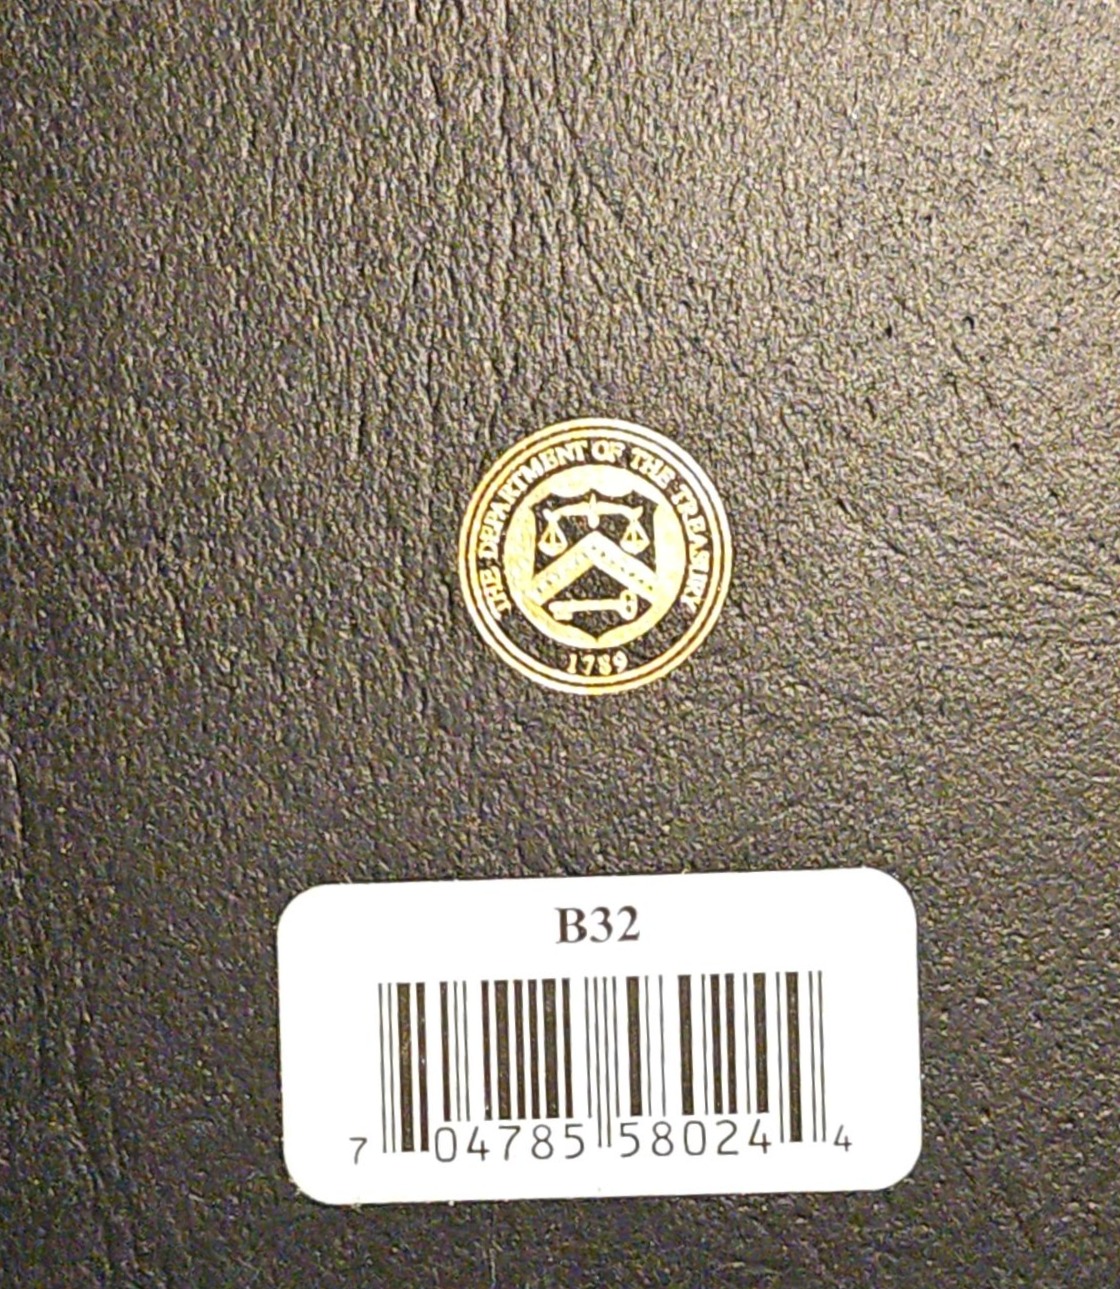 THE DEPARTMENT OF THE TREASURY
1789
B32
7 04785 58024 4